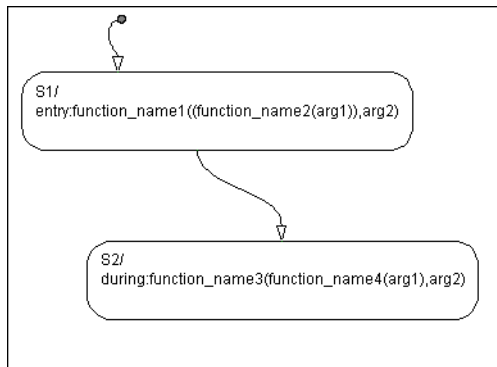 S1/
entry:function_name1((function_name2(arg1)),arg2)
S2/
during:function_name3(function_name4(arg1),arg2)